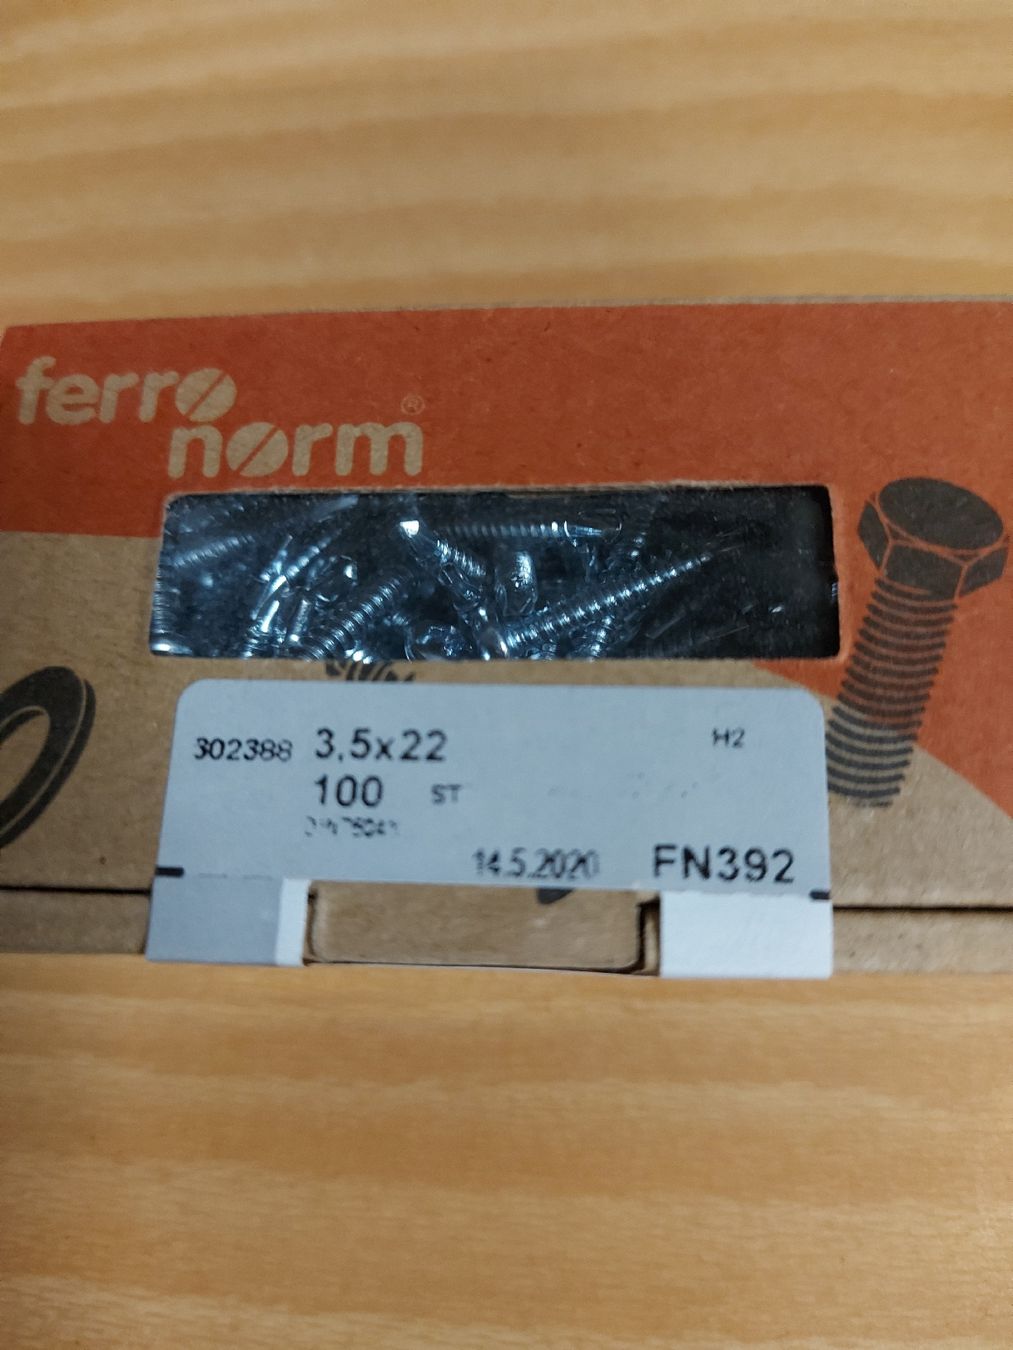 ferro
norm®
302388 3,5x22 H2
100 ST
14.5.2020 FN392